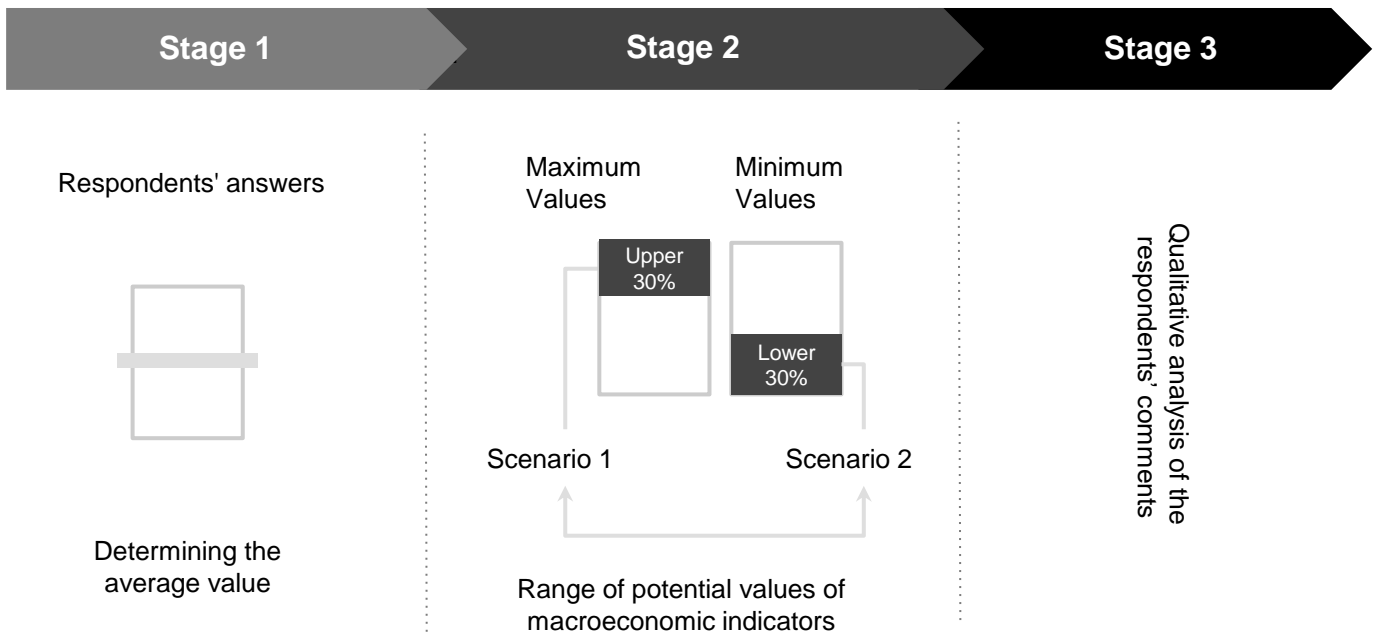 Stage 1
Stage 2
Stage 3
Respondents' answers
Determining the
average value
Maximum
Values
Minimum
Values
Upper
30%
Lower
30%
Scenario 1
Scenario 2
Range of potential values of
macroeconomic indicators
Qualitative analysis of the
respondents’ comments